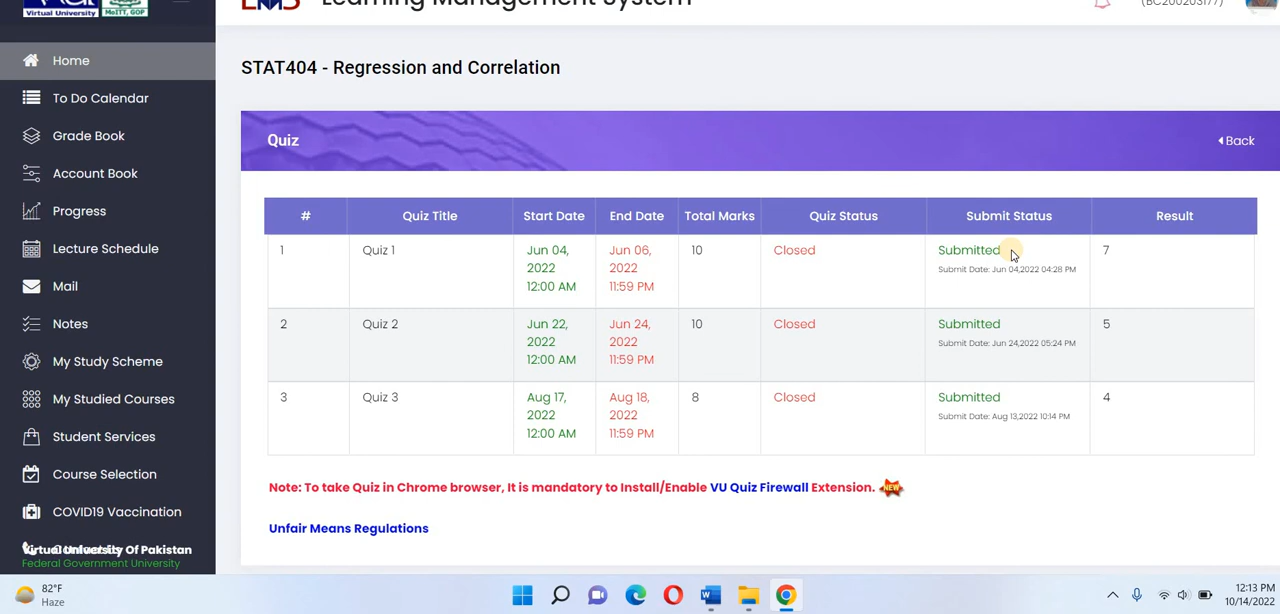 Virtual University
MoITT, GOP
Learning Management System
(BC200203177)
Home
To Do Calendar
Grade Book
Account Book
Progress
Lecture Schedule
Mail
Notes
My Study Scheme
My Studied Courses
Student Services
Course Selection
COVID19 Vaccination
Virtual University Of Pakistan
Federal Government University
STAT404 - Regression and Correlation
Quiz
Back
# Quiz Title Start Date End Date Total Marks Quiz Status Submit Status Result
1 Quiz 1 Jun 04, Jun 06, 10 Closed Submitted 7
2022 2022 Submit Date: Jun 04,2022 04:28 PM
12:00 AM 11:59 PM
2 Quiz 2 Jun 22, Jun 24, 10 Closed Submitted 5
2022 2022 Submit Date: Jun 24,2022 05:24 PM
12:00 AM 11:59 PM
3 Quiz 3 Aug 17, Aug 18, 8 Closed Submitted 4
2022 2022 Submit Date: Aug 13,2022 10:14 PM
12:00 AM 11:59 PM
Note: To take Quiz in Chrome browser, It is mandatory to Install/Enable VU Quiz Firewall Extension. NEW
Unfair Means Regulations
82°F
Haze
12:13 PM
10/14/2022